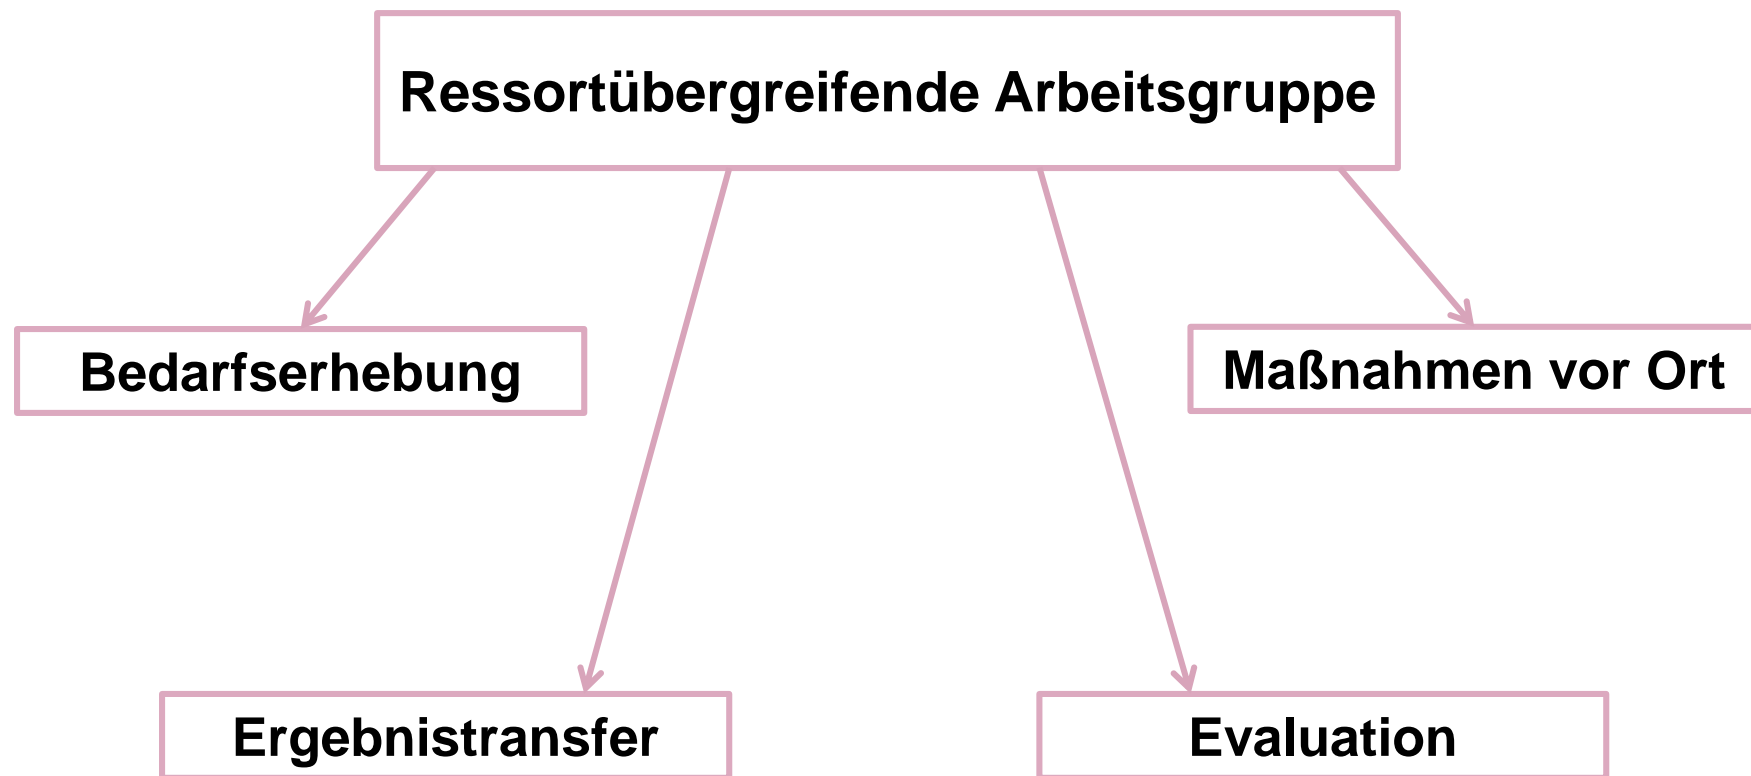 Ressortübergreifende Arbeitsgruppe
Bedarfserhebung
Maßnahmen vor Ort
Ergebnistransfer
Evaluation